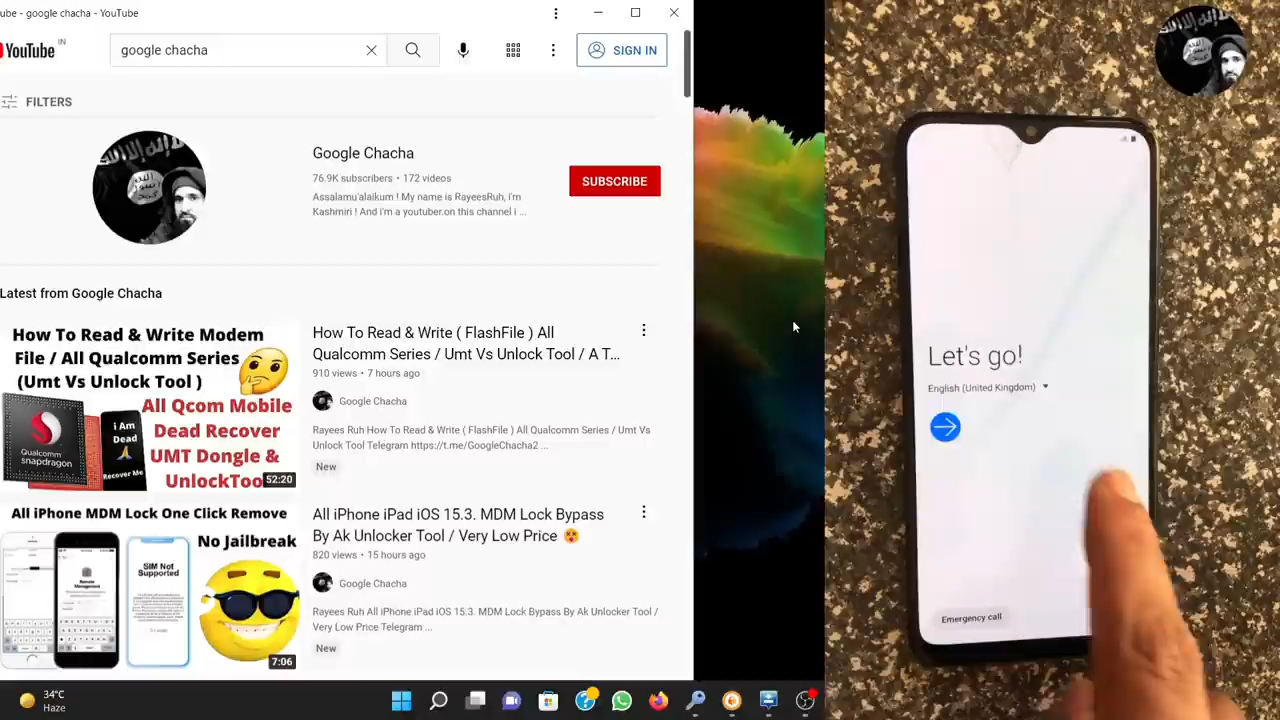 ube - google chacha - YouTube
YouTube IN
google chacha
SIGN IN
FILTERS
Google Chacha
76.9K subscribers • 172 videos
SUBSCRIBE
Assalamu'alaikum ! My name is RayeesRuh, i'm
Kashmiri ! And i'm a youtuber.on this channel i ...
Latest from Google Chacha
How To Read & Write Modem
File / All Qualcomm Series
(Umt Vs Unlock Tool )
All Qcom Mobile
Dead Recover
UMT Dongle &
UnlockToo
Qualcomm
snapdragon
i Am
Dead
Recover Me
52:20
How To Read & Write ( FlashFile ) All
Qualcomm Series / Umt Vs Unlock Tool / A T...
910 views • 7 hours ago
Google Chacha
Rayees Ruh How To Read & Write ( FlashFile ) All Qualcomm Series / Umt Vs
Unlock Tool Telegram https://t.me/GoogleChacha2 ...
New
All iPhone MDM Lock One Click Remove
No Jailbreak
SIM Not
Supported
7:06
All iPhone iPad iOS 15.3. MDM Lock Bypass
By Ak Unlocker Tool / Very Low Price
820 views • 15 hours ago
Google Chacha
Rayees Ruh All iPhone iPad iOS 15.3. MDM Lock Bypass By Ak Unlocker Tool /
Very Low Price Telegram ...
New
34°C
Haze
Let's go!
English (United Kingdom)
Emergency call